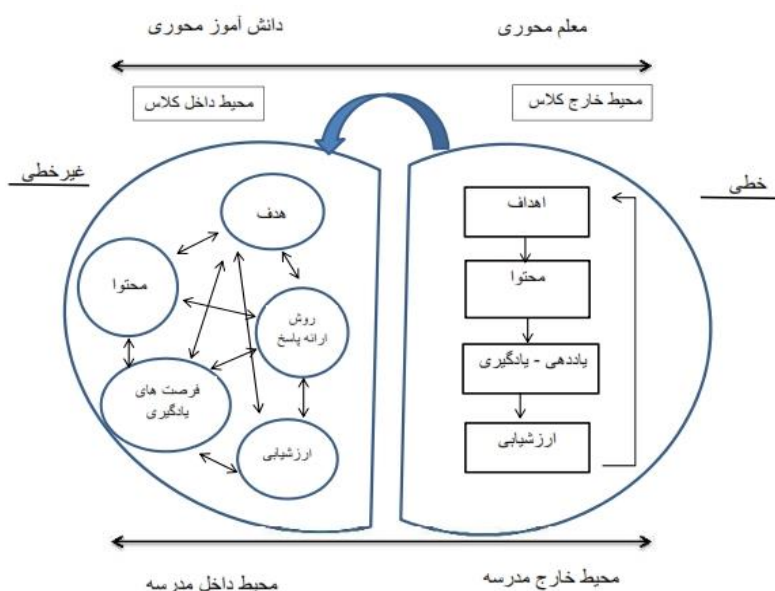 معلم محوری
دانش آموز محوری
محیط خارج کلاس
محیط داخل کلاس
خطی
غیرخطی
اهداف
محتوا
یاددهی - یادگیری
ارزشیابی
هدف
محتوا
روش
ارائه پاسخ
فرصت های
یادگیری
ارزشیابی
محیط خارج مدرسه
محیط داخل مدرسه